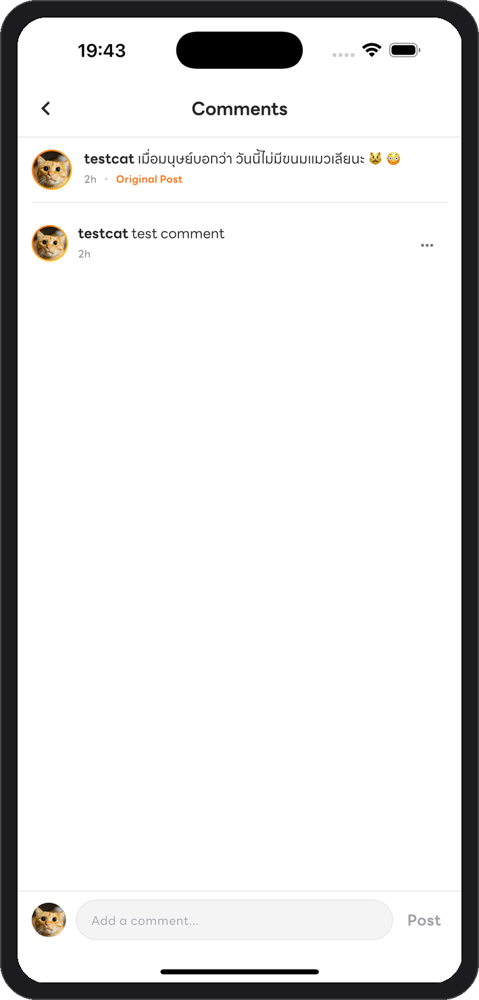 19:43
Comments
testcat เมื่อมนุษย์บอกว่า วันนี้ไม่มีขนมแมวเลียนะ 😾 😳
2h • Original Post
testcat test comment
2h
Add a comment...
Post